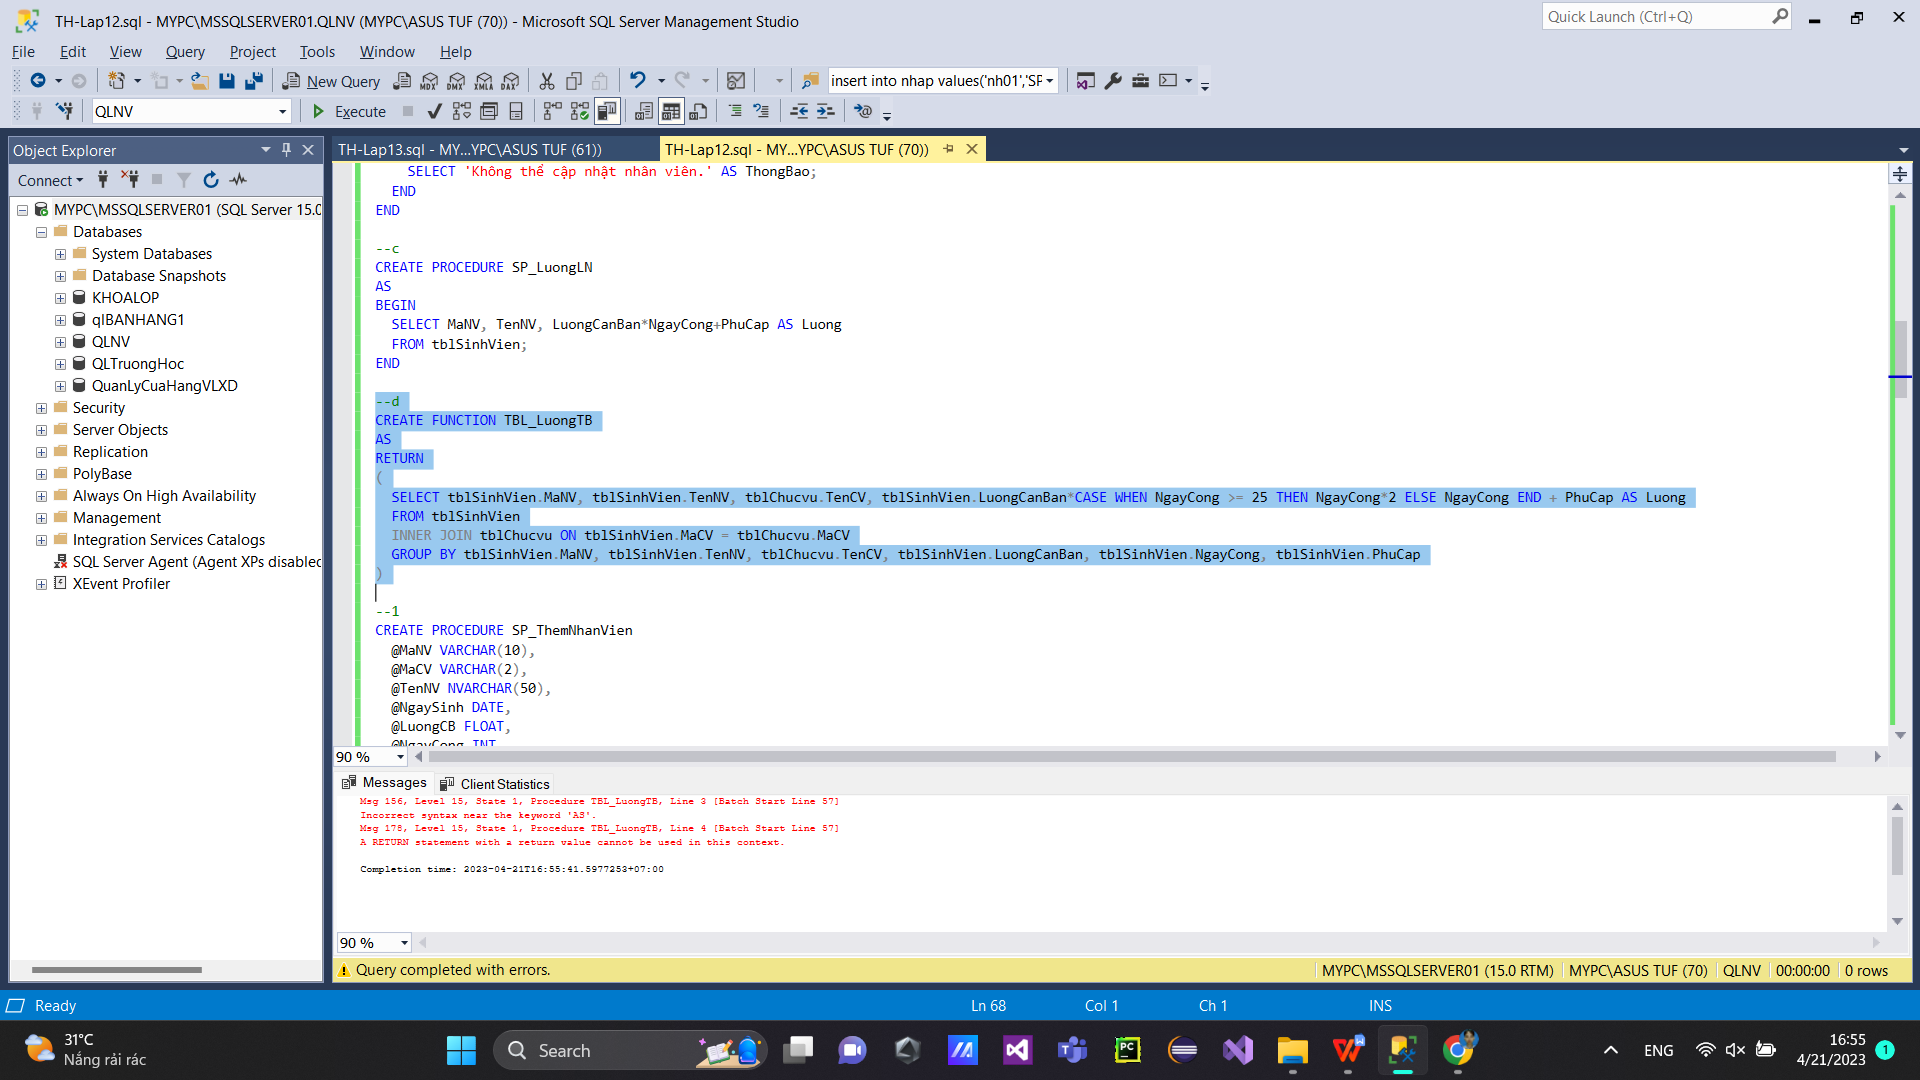 TH-Lap12.sql - MYPC\MSSQLSERVER01.QLNV (MYPC\ASUS TUF (70)) - Microsoft SQL Server Management Studio
Quick Launch (Ctrl+Q)
File Edit View Query Project Tools Window Help
New Query MDX DMX XMLA DAX insert into nhap values('nh01','SF
QLNV Execute
Object Explorer
Connect
MYPC\MSSQLSERVER01 (SQL Server 15.0
Databases
System Databases
Database Snapshots
KHOALOP
qlBANHANG1
QLNV
QLTruongHoc
QuanLyCuaHangVLXD
Security
Server Objects
Replication
PolyBase
Always On High Availability
Management
Integration Services Catalogs
SQL Server Agent (Agent XPs disablec
XEvent Profiler
TH-Lap13.sql - MY...YPC\ASUS TUF (61))
TH-Lap12.sql - MY...YPC\ASUS TUF (70))
SELECT 'Không thể cập nhật nhân viên.' AS ThongBao;
END
END
--c
CREATE PROCEDURE SP_LuongLN
AS
BEGIN
SELECT MaNV, TenNV, LuongCanBan*NgayCong+PhuCap AS Luong
FROM tblSinhVien;
END
--d
CREATE FUNCTION TBL_LuongTB
AS
RETURN
(
SELECT tblSinhVien.MaNV, tblSinhVien.TenNV, tblChucvu.TenCV, tblSinhVien.LuongCanBan*CASE WHEN NgayCong >= 25 THEN NgayCong*2 ELSE NgayCong END + PhuCap AS Luong
FROM tblSinhVien
INNER JOIN tblChucvu ON tblSinhVien.MaCV = tblChucvu.MaCV
GROUP BY tblSinhVien.MaNV, tblSinhVien.TenNV, tblChucvu.TenCV, tblSinhVien.LuongCanBan, tblSinhVien.NgayCong, tblSinhVien.PhuCap
)
--1
CREATE PROCEDURE SP_ThemNhanVien
@MaNV VARCHAR(10),
@MaCV VARCHAR(2),
@TenNV NVARCHAR(50),
@NgaySinh DATE,
@LuongCB FLOAT,
@NgayCong INT
90 %
Messages Client Statistics
Msg 156, Level 15, State 1, Procedure TBL_LuongTB, Line 3 [Batch Start Line 57]
Incorrect syntax near the keyword 'AS'.
Msg 178, Level 15, State 1, Procedure TBL_LuongTB, Line 4 [Batch Start Line 57]
A RETURN statement with a return value cannot be used in this context.
Completion time: 2023-04-21T16:55:41.5977253+07:00
90 %
Query completed with errors. MYPC\MSSQLSERVER01 (15.0 RTM) MYPC\ASUS TUF (70) QLNV 00:00:00 0 rows
Ready Ln 68 Col 1 Ch 1 INS
31°C
Nắng rải rác
Search
PC
ENG
16:55
4/21/2023
1